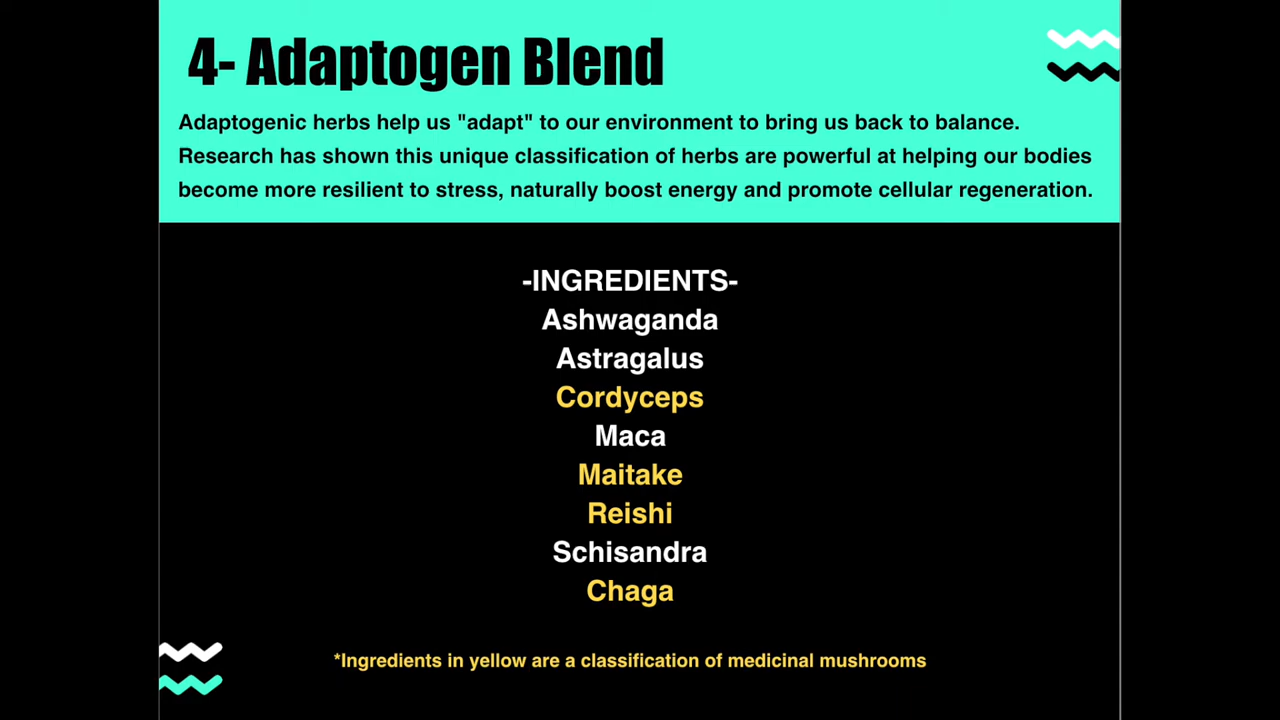 4- Adaptogen Blend
Adaptogenic herbs help us "adapt" to our environment to bring us back to balance.
Research has shown this unique classification of herbs are powerful at helping our bodies
become more resilient to stress, naturally boost energy and promote cellular regeneration.
-INGREDIENTS-
Ashwaganda
Astragalus
Cordyceps
Maca
Maitake
Reishi
Schisandra
Chaga
*Ingredients in yellow are a classification of medicinal mushrooms